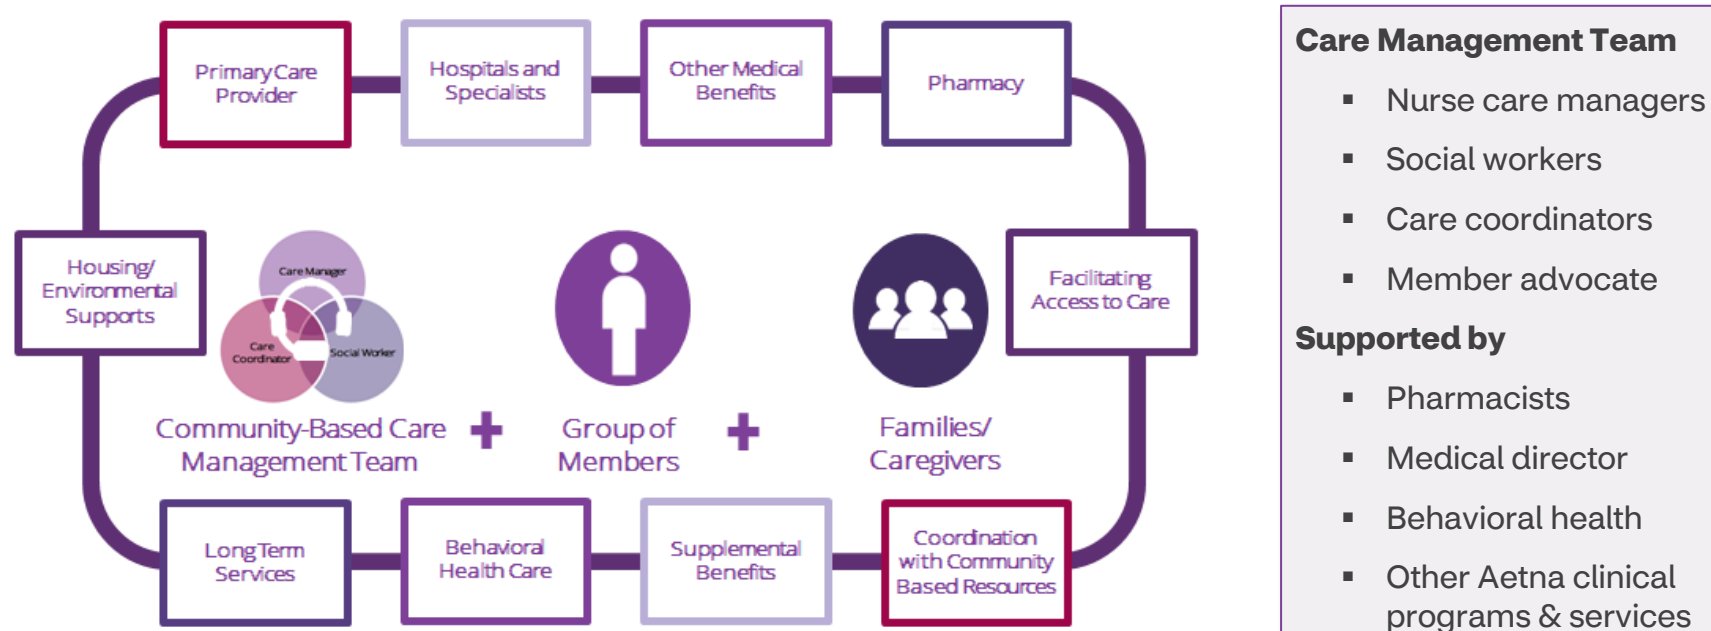 Primary Care
Provider
Hospitals and
Specialists
Other Medical
Benefits
Pharmacy
Housing/
Environmental
Supports
Care Manager
Care
Coordinator
Social Worker
Facilitating
Access to Care
Community-Based Care
Management Team
+
Group of
Members
+
Families/
Caregivers
Long Term
Services
Behavioral
Health Care
Supplemental
Benefits
Coordination
with Community
Based Resources
Care Management Team
▪ Nurse care managers
▪ Social workers
▪ Care coordinators
▪ Member advocate
Supported by
▪ Pharmacists
▪ Medical director
▪ Behavioral health
▪ Other Aetna clinical
programs & services